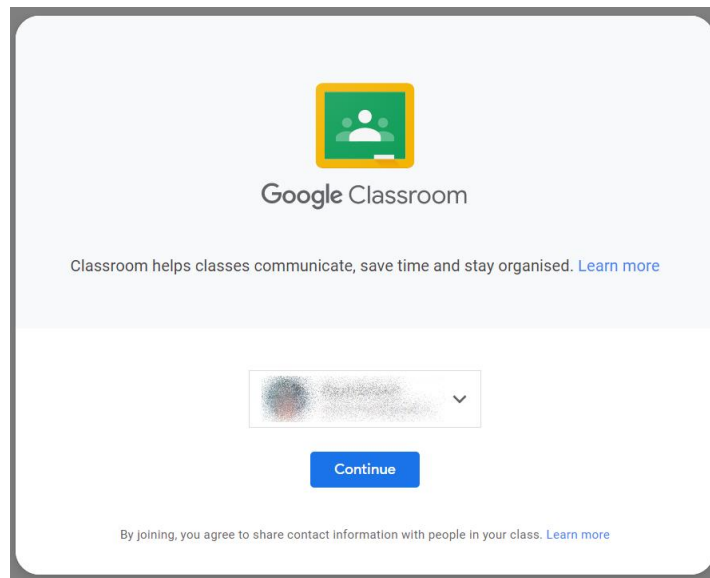 Google Classroom
Classroom helps classes communicate, save time and stay organised. Learn more
Continue
By joining, you agree to share contact information with people in your class. Learn more